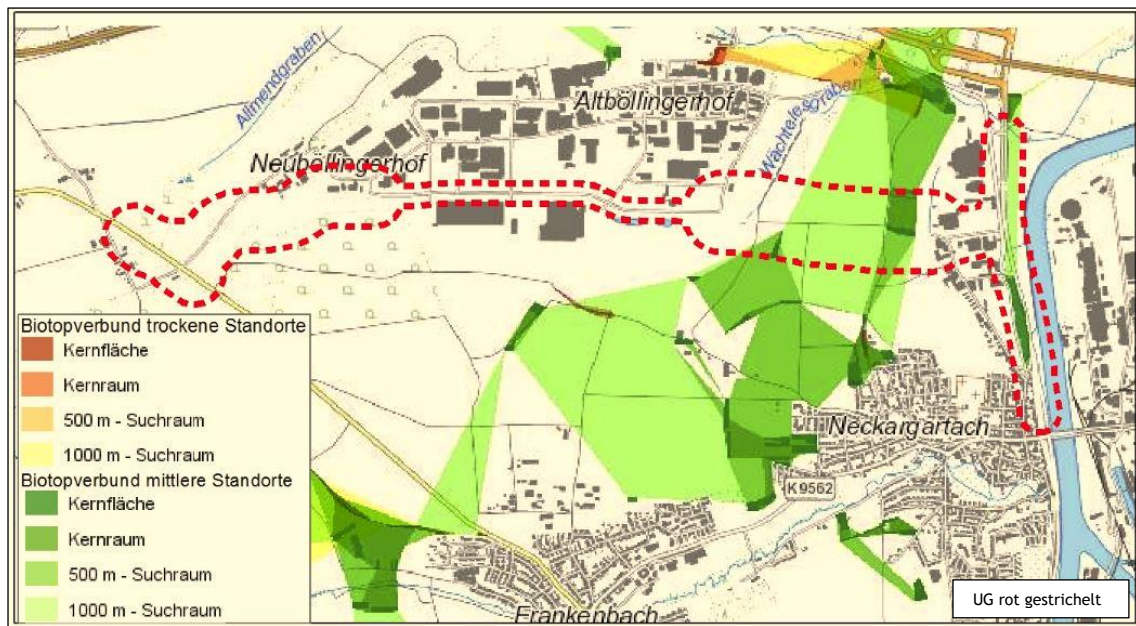 Allmendgraben
Altböllingerhof
Wächtelesgraben
Neuböllingerhof
Biotopverbund trockene Standorte
Kernfläche
Kernraum
500 m - Suchraum
1000 m - Suchraum
Biotopverbund mittlere Standorte
Kernfläche
Kernraum
500 m - Suchraum
1000 m - Suchraum
Neckargartach
K 9562
Frankenbach
UG rot gestrichelt